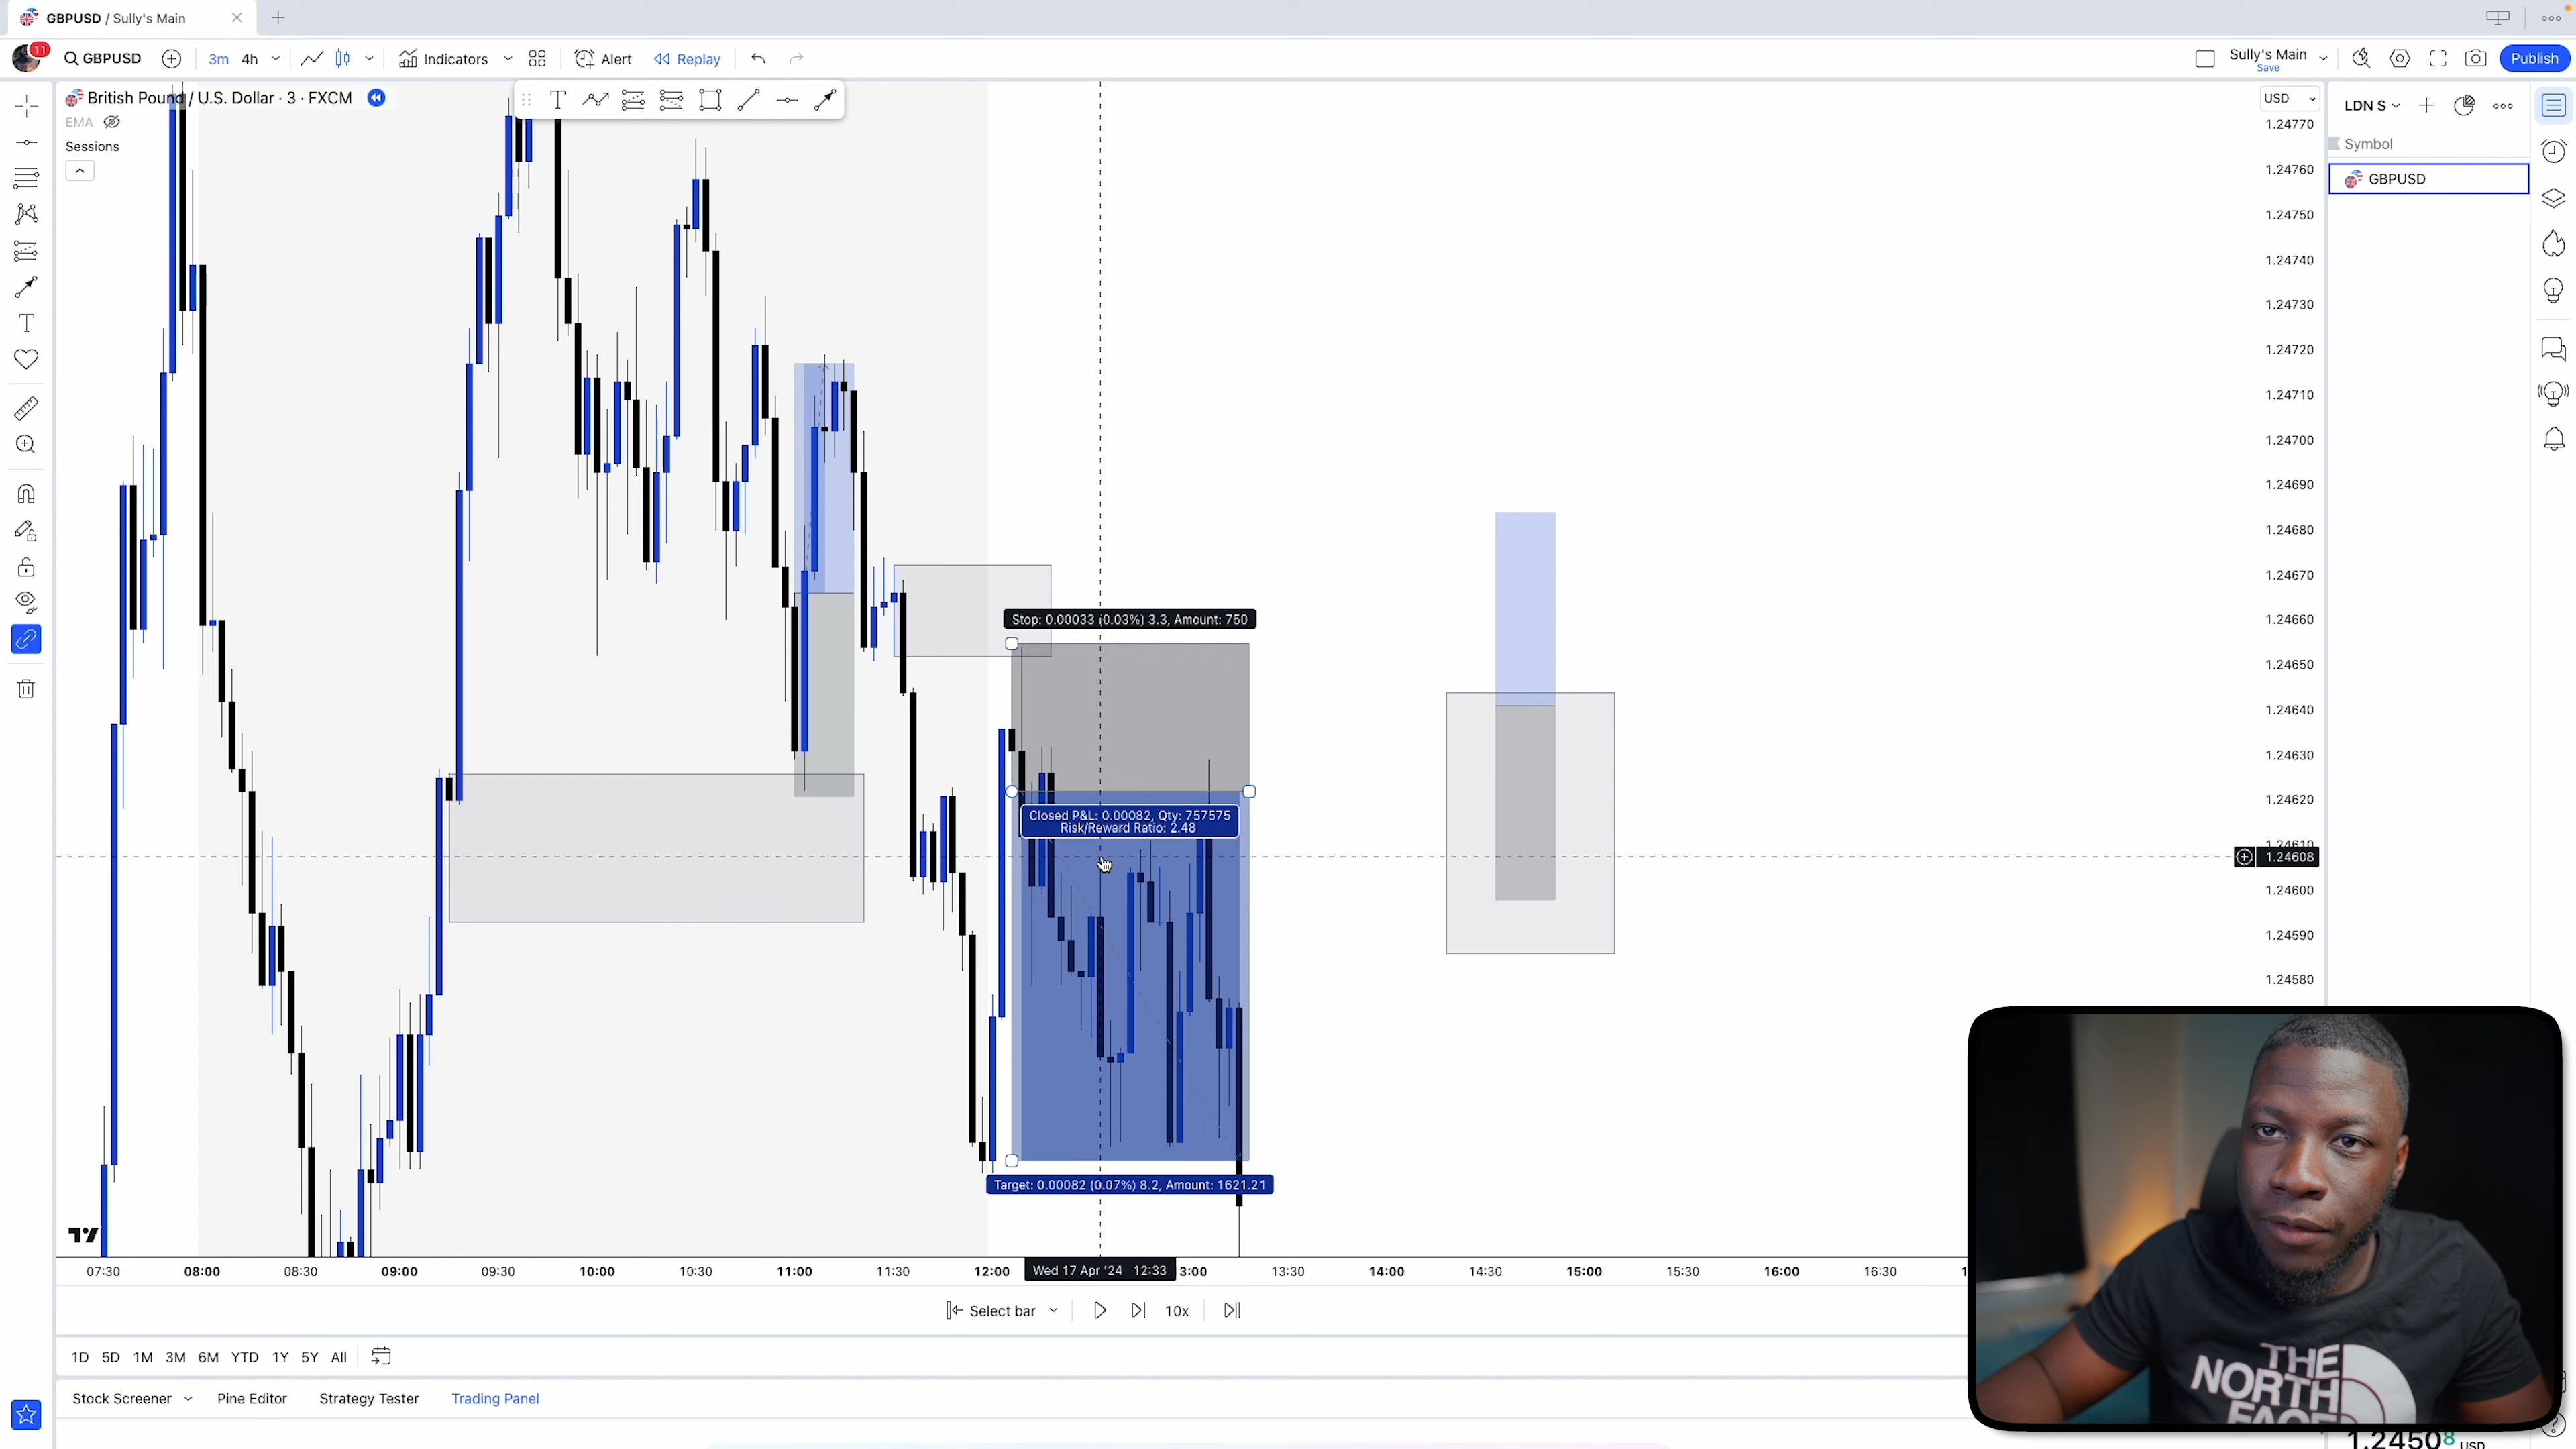 GBPUSD / Sully's Main
11
GBPUSD
3m
4h
Indicators
Alert
Replay
Sully's Main
Save
Publish
British Pound / U.S. Dollar · 3 · FXCM
EMA
Sessions
USD
LDN S
Symbol
GBPUSD
1.24770
1.24760
1.24750
1.24740
1.24730
1.24720
1.24710
1.24700
1.24690
1.24680
1.24670
1.24660
1.24650
1.24640
1.24630
1.24620
1.24610
1.24608
1.24600
1.24590
1.24580
Stop: 0.00033 (0.03%) 3.3, Amount: 750
Closed P&L: 0.00082, Qty: 757575
Risk/Reward Ratio: 2.48
Target: 0.00082 (0.07%) 8.2, Amount: 1621.21
07:30
08:00
08:30
09:00
09:30
10:00
10:30
11:00
11:30
12:00
Wed 17 Apr '24 12:33
3:00
13:30
14:00
14:30
15:00
15:30
16:00
16:30
Select bar
10x
1D
5D
1M
3M
6M
YTD
1Y
5Y
All
Stock Screener
Pine Editor
Strategy Tester
Trading Panel
THE
NORTH
FACE
1.24508
USD